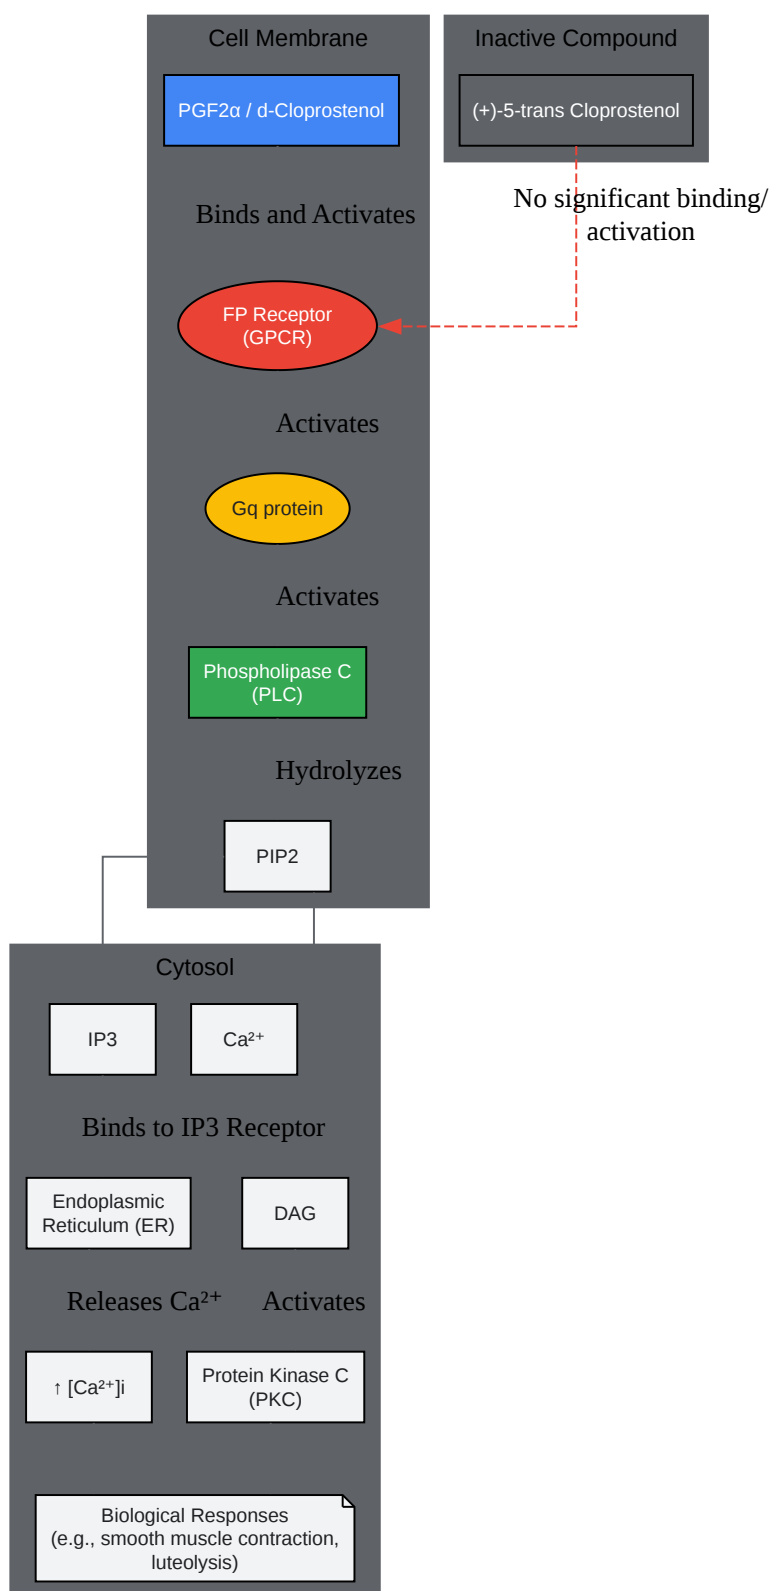 Cell Membrane
PGF2α / d-Cloprostenol
Inactive Compound
(+)-5-trans Cloprostenol
No significant binding/
activation
Binds and Activates
FP Receptor
(GPCR)
Activates
Gq protein
Activates
Phospholipase C
(PLC)
Hydrolyzes
PIP2
Cytosol
IP3
Ca²⁺
Binds to IP3 Receptor
Endoplasmic
Reticulum (ER)
DAG
Releases Ca²⁺
Activates
↑ [Ca²⁺]i
Protein Kinase C
(PKC)
Biological Responses
(e.g., smooth muscle contraction,
luteolysis)